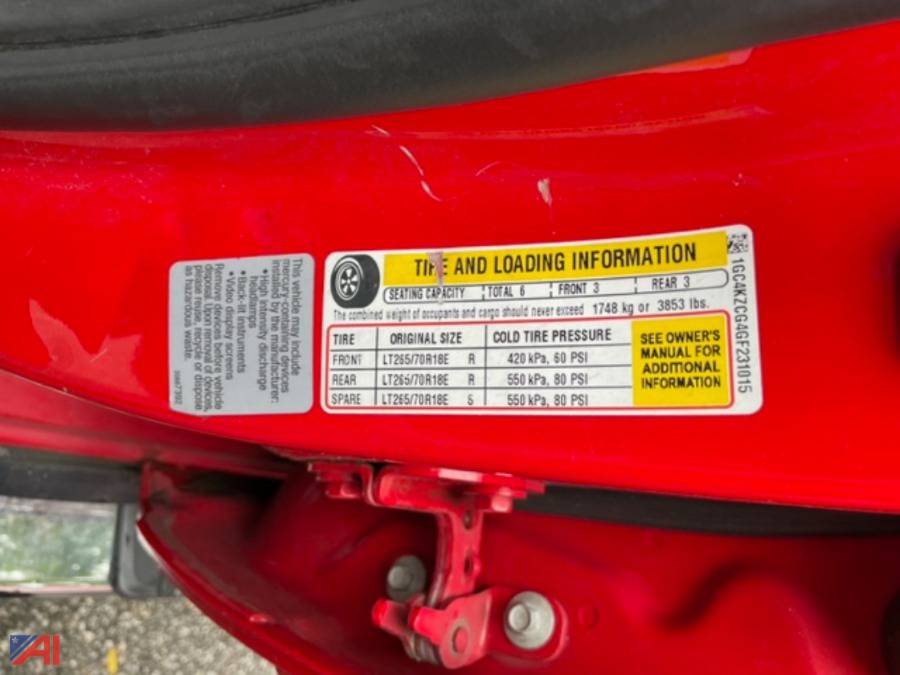 This vehicle may include
mercury-containing devices
installed by the manufacturer:
• High intensity discharge
headlamps
• Back-lit instruments
• Video display screens
Remove devices before vehicle
disposal. Upon removal of devices,
please reuse, recycle or dispose
as hazardous waste.
TIRE AND LOADING INFORMATION
SEATING CAPACITY TOTAL 6 FRONT 3 REAR 3
The combined weight of occupants and cargo should never exceed 1748 kg or 3853 lbs.
TIRE ORIGINAL SIZE COLD TIRE PRESSURE
FRONT LT265/70R18E R 420 kPa, 60 PSI
REAR LT265/70R18E R 550 kPa, 80 PSI
SPARE LT265/70R18E S 550 kPa, 80 PSI
SEE OWNER'S
MANUAL FOR
ADDITIONAL
INFORMATION
1GC4KZCG4GF231015
AI